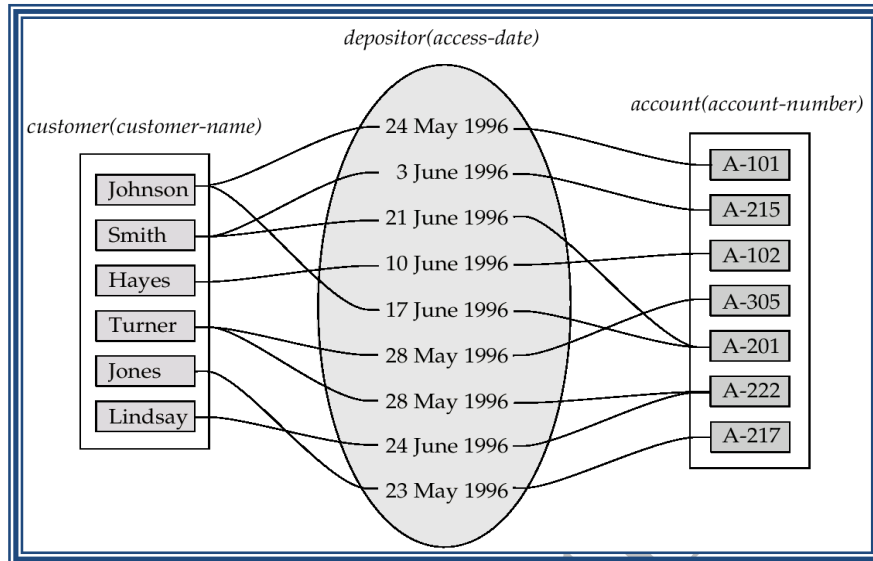 depositor(access-date)
customer(customer-name)
account(account-number)
Johnson
Smith
Hayes
Turner
Jones
Lindsay
24 May 1996
3 June 1996
21 June 1996
10 June 1996
17 June 1996
28 May 1996
28 May 1996
24 June 1996
23 May 1996
A-101
A-215
A-102
A-305
A-201
A-222
A-217